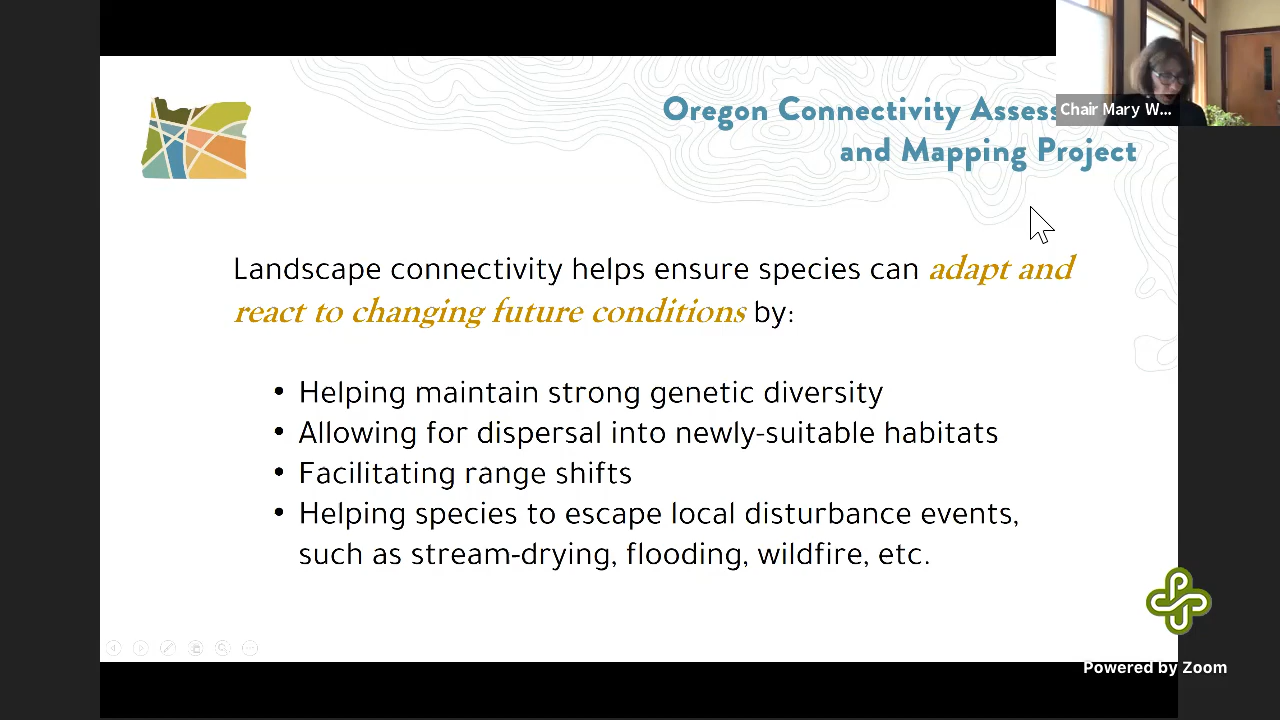 Oregon Connectivity Assess
and Mapping Project
Chair Mary W...
Landscape connectivity helps ensure species can adapt and
react to changing future conditions by:
• Helping maintain strong genetic diversity
• Allowing for dispersal into newly-suitable habitats
• Facilitating range shifts
• Helping species to escape local disturbance events,
such as stream-drying, flooding, wildfire, etc.
Powered by Zoom